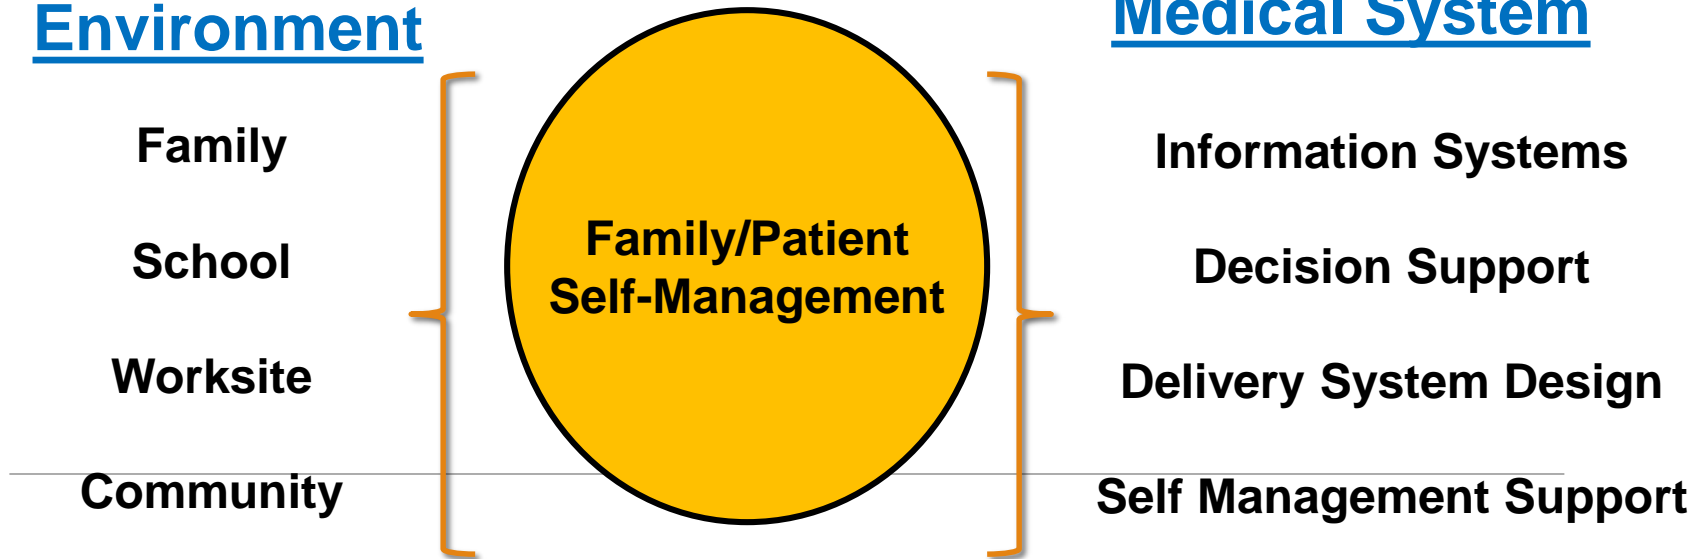 Environment
Family
School
Worksite
Community
Family/Patient
Self-Management
Medical System
Information Systems
Decision Support
Delivery System Design
Self Management Support